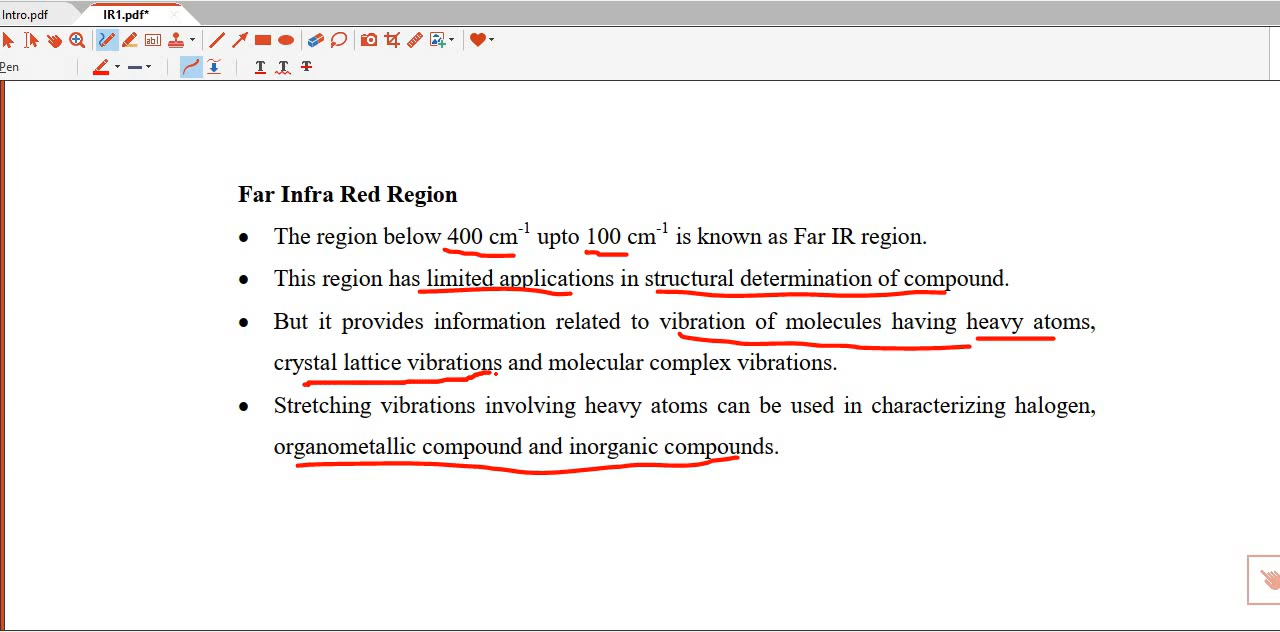 Intro.pdf
IR1.pdf*
Pen
Far Infra Red Region
• The region below 400 cm⁻¹ upto 100 cm⁻¹ is known as Far IR region.
• This region has limited applications in structural determination of compound.
• But it provides information related to vibration of molecules having heavy atoms,
crystal lattice vibrations and molecular complex vibrations.
• Stretching vibrations involving heavy atoms can be used in characterizing halogen,
organometallic compound and inorganic compounds.